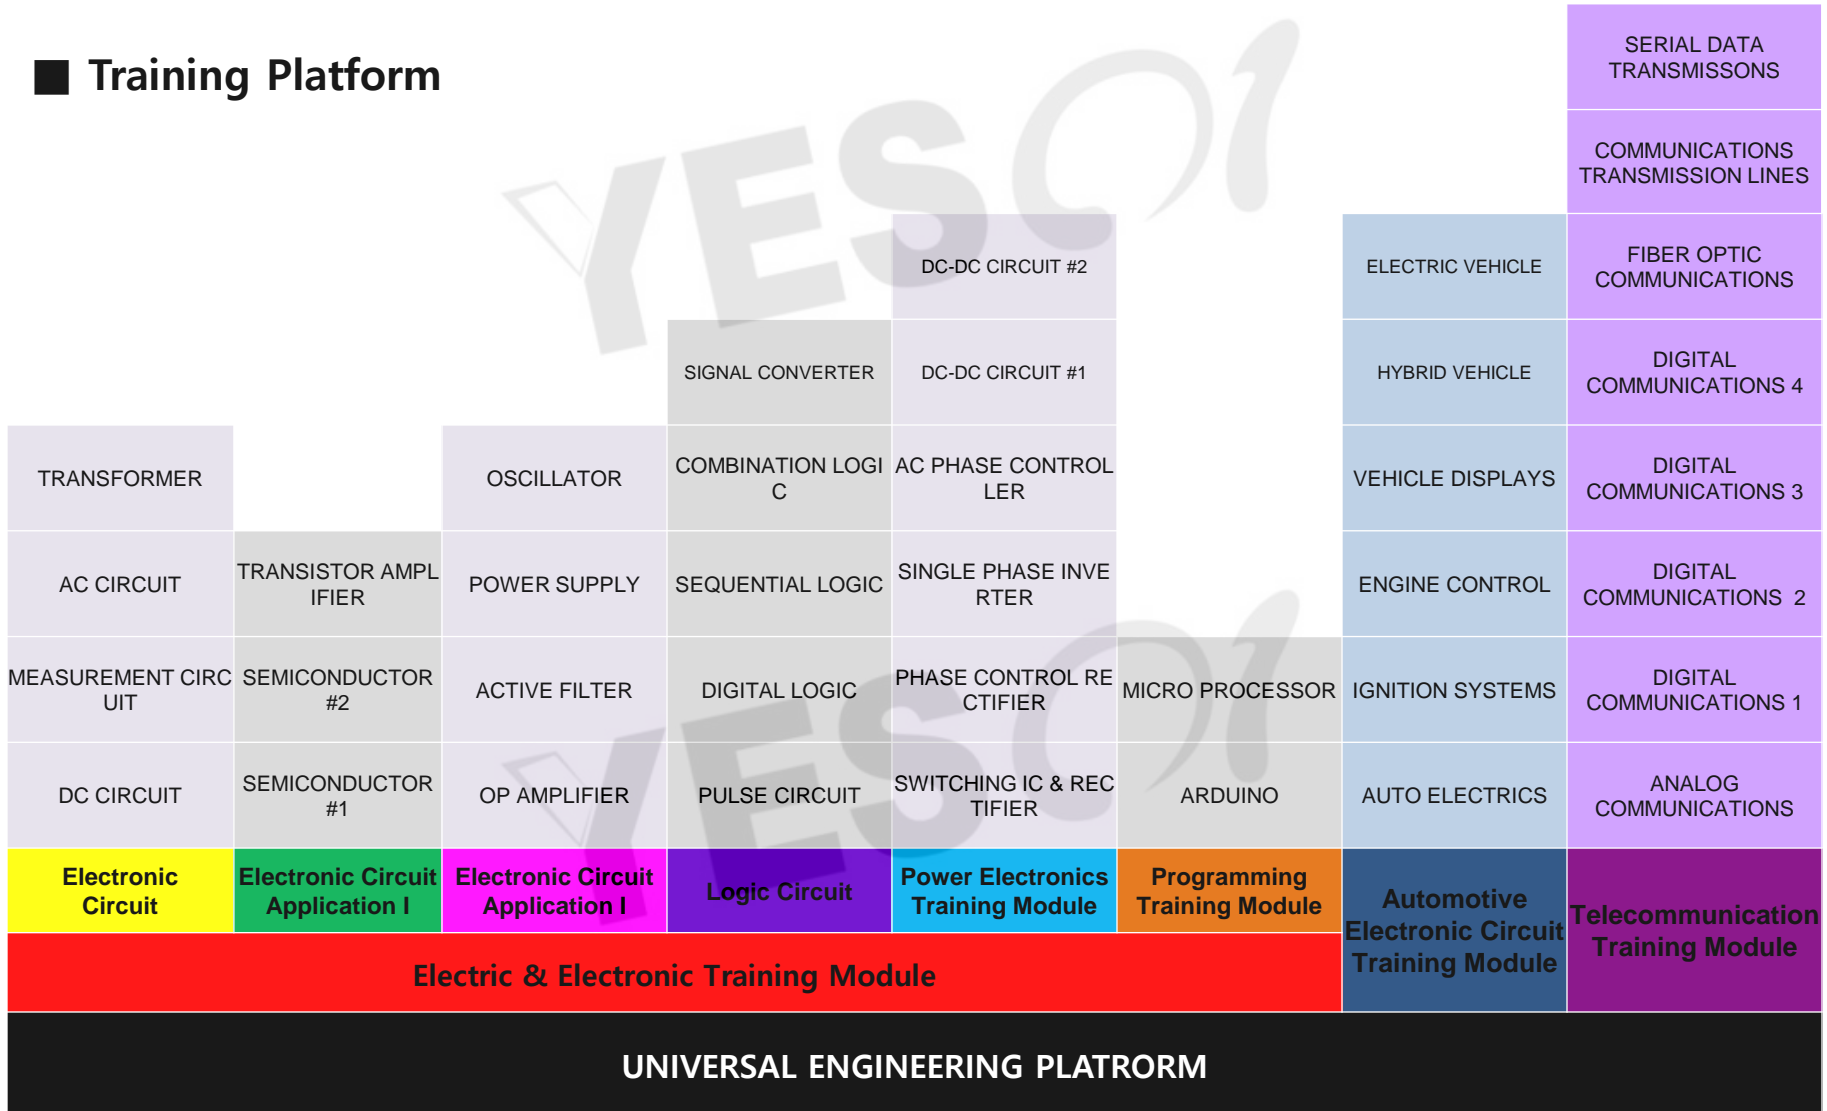 ■ Training Platform
SERIAL DATA
TRANSMISSONS
COMMUNICATIONS
TRANSMISSION LINES
DC-DC CIRCUIT #2
ELECTRIC VEHICLE
FIBER OPTIC
COMMUNICATIONS
SIGNAL CONVERTER
DC-DC CIRCUIT #1
HYBRID VEHICLE
DIGITAL
COMMUNICATIONS 4
TRANSFORMER
OSCILLATOR
COMBINATION LOGI
C
AC PHASE CONTROL
LER
VEHICLE DISPLAYS
DIGITAL
COMMUNICATIONS 3
AC CIRCUIT
TRANSISTOR AMPL
IFIER
POWER SUPPLY
SEQUENTIAL LOGIC
SINGLE PHASE INVE
RTER
ENGINE CONTROL
DIGITAL
COMMUNICATIONS 2
MEASUREMENT CIRC
UIT
SEMICONDUCTOR
#2
ACTIVE FILTER
DIGITAL LOGIC
PHASE CONTROL RE
CTIFIER
MICRO PROCESSOR
IGNITION SYSTEMS
DIGITAL
COMMUNICATIONS 1
DC CIRCUIT
SEMICONDUCTOR
#1
OP AMPLIFIER
PULSE CIRCUIT
SWITCHING IC & REC
TIFIER
ARDUINO
AUTO ELECTRICS
ANALOG
COMMUNICATIONS
Electronic
Circuit
Electronic Circuit
Application I
Electronic Circuit
Application I
Logic Circuit
Power Electronics
Training Module
Programming
Training Module
Automotive
Electronic Circuit
Training Module
Telecommunication
Training Module
Electric & Electronic Training Module
UNIVERSAL ENGINEERING PLATRORM
YES01
YES01